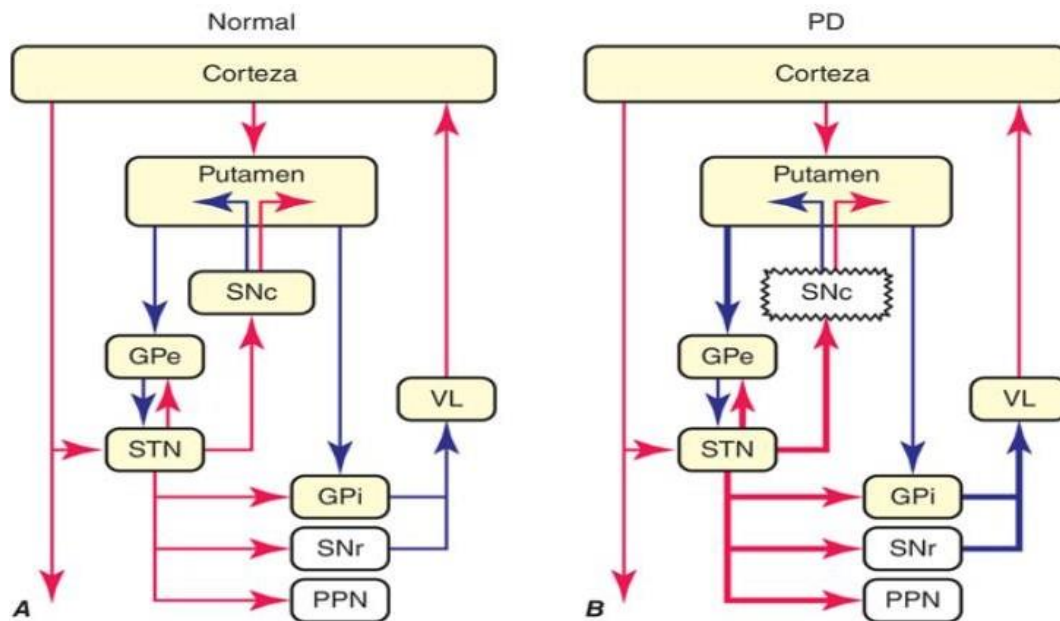 Normal
Corteza
Putamen
SNc
GPe
VL
STN
GPi
SNr
PPN
A
PD
Corteza
Putamen
SNc
GPe
VL
STN
GPi
SNr
PPN
B